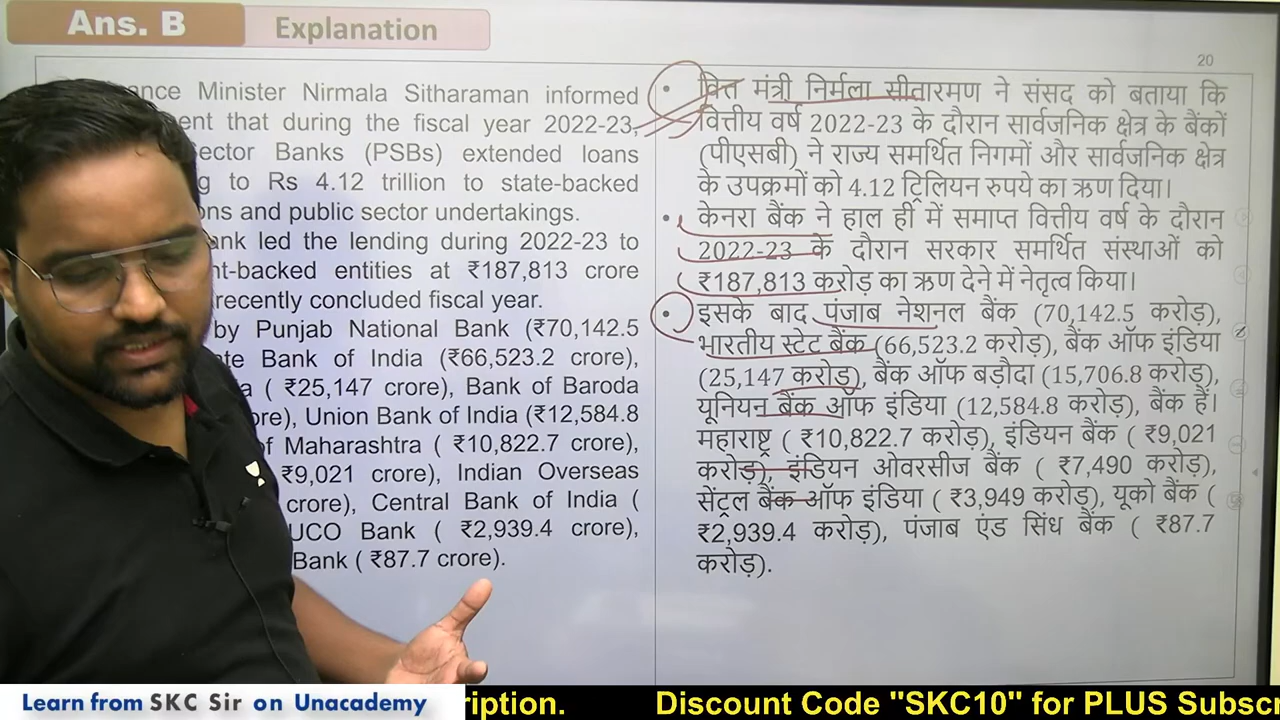 Ans. B
Explanation
20
ance Minister Nirmala Sitharaman informed
ent that during the fiscal year 2022-23,
ector Banks (PSBs) extended loans
g to Rs 4.12 trillion to state-backed
ons and public sector undertakings.
ank led the lending during 2022-23 to
nt-backed entities at ₹187,813 crore
recently concluded fiscal year.
by Punjab National Bank (₹70,142.5
te Bank of India (₹66,523.2 crore),
a ( ₹25,147 crore), Bank of Baroda
ore), Union Bank of India (₹12,584.8
f Maharashtra ( ₹10,822.7 crore),
₹9,021 crore), Indian Overseas
crore), Central Bank of India (
UCO Bank ( ₹2,939.4 crore),
Bank ( ₹87.7 crore).
• वित्त मंत्री निर्मला सीतारमण ने संसद को बताया कि
वित्तीय वर्ष 2022-23 के दौरान सार्वजनिक क्षेत्र के बैंकों
(पीएसबी) ने राज्य समर्थित निगमों और सार्वजनिक क्षेत्र
के उपक्रमों को 4.12 ट्रिलियन रुपये का ऋण दिया।
• केनरा बैंक ने हाल ही में समाप्त वित्तीय वर्ष के दौरान
2022-23 के दौरान सरकार समर्थित संस्थाओं को
₹187,813 करोड़ का ऋण देने में नेतृत्व किया।
• इसके बाद पंजाब नेशनल बैंक (70,142.5 करोड़),
भारतीय स्टेट बैंक (66,523.2 करोड़), बैंक ऑफ इंडिया
(25,147 करोड़), बैंक ऑफ बड़ौदा (15,706.8 करोड़),
यूनियन बैंक ऑफ इंडिया (12,584.8 करोड़), बैंक हैं।
महाराष्ट्र ( ₹10,822.7 करोड़), इंडियन बैंक ( ₹9,021
करोड़), इंडियन ओवरसीज बैंक ( ₹7,490 करोड़),
सेंट्रल बैंक ऑफ इंडिया ( ₹3,949 करोड़), यूको बैंक (
₹2,939.4 करोड़), पंजाब एंड सिंध बैंक ( ₹87.7
करोड़).
Learn from SKC Sir on Unacademy
ription. Discount Code "SKC10" for PLUS Subscr